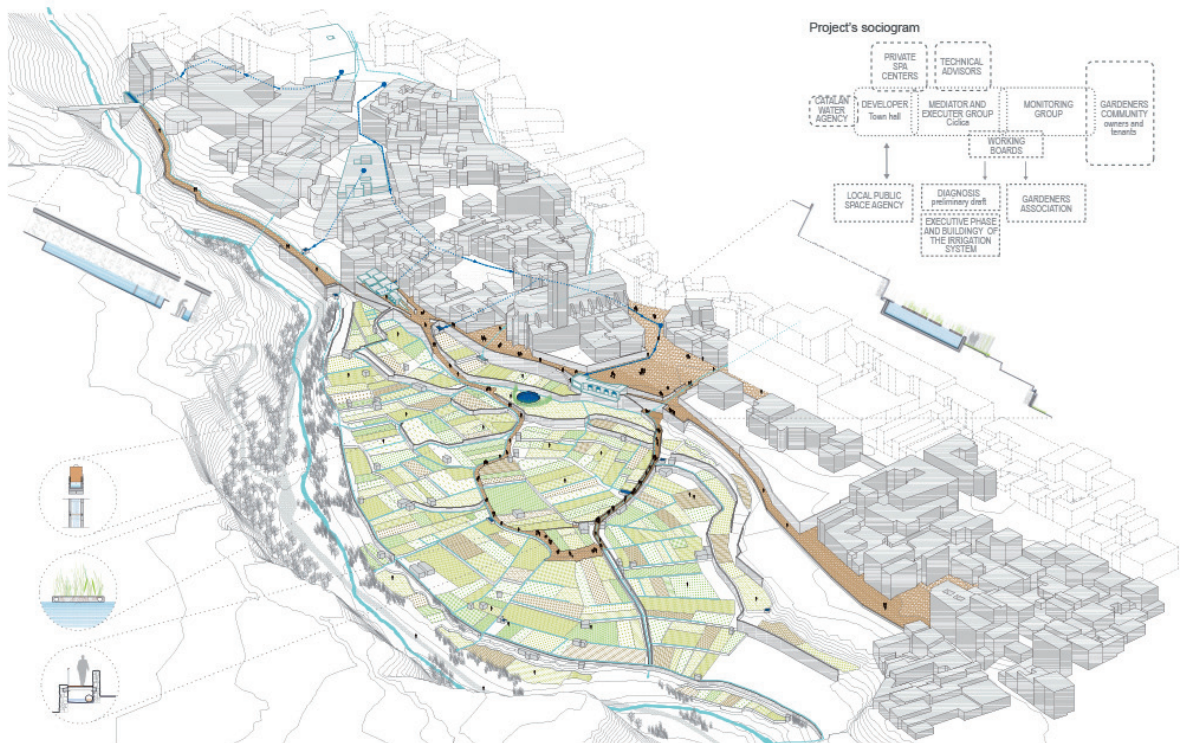 Project's sociogram
PRIVATE
SPA
CENTERS
TECHNICAL
ADVISORS
CATALAN
WATER
AGENCY
DEVELOPER
Town hall
MEDIATOR AND
EXECUTER GROUP
Cíclica
MONITORING
GROUP
GARDENERS
COMMUNITY
owners and
tenants
WORKING
BOARDS
LOCAL PUBLIC
SPACE AGENCY
DIAGNOSIS
preliminary draft
GARDENERS
ASSOCIATION
EXECUTIVE PHASE
AND BUILDINGY OF
THE IRRIGATION
SYSTEM